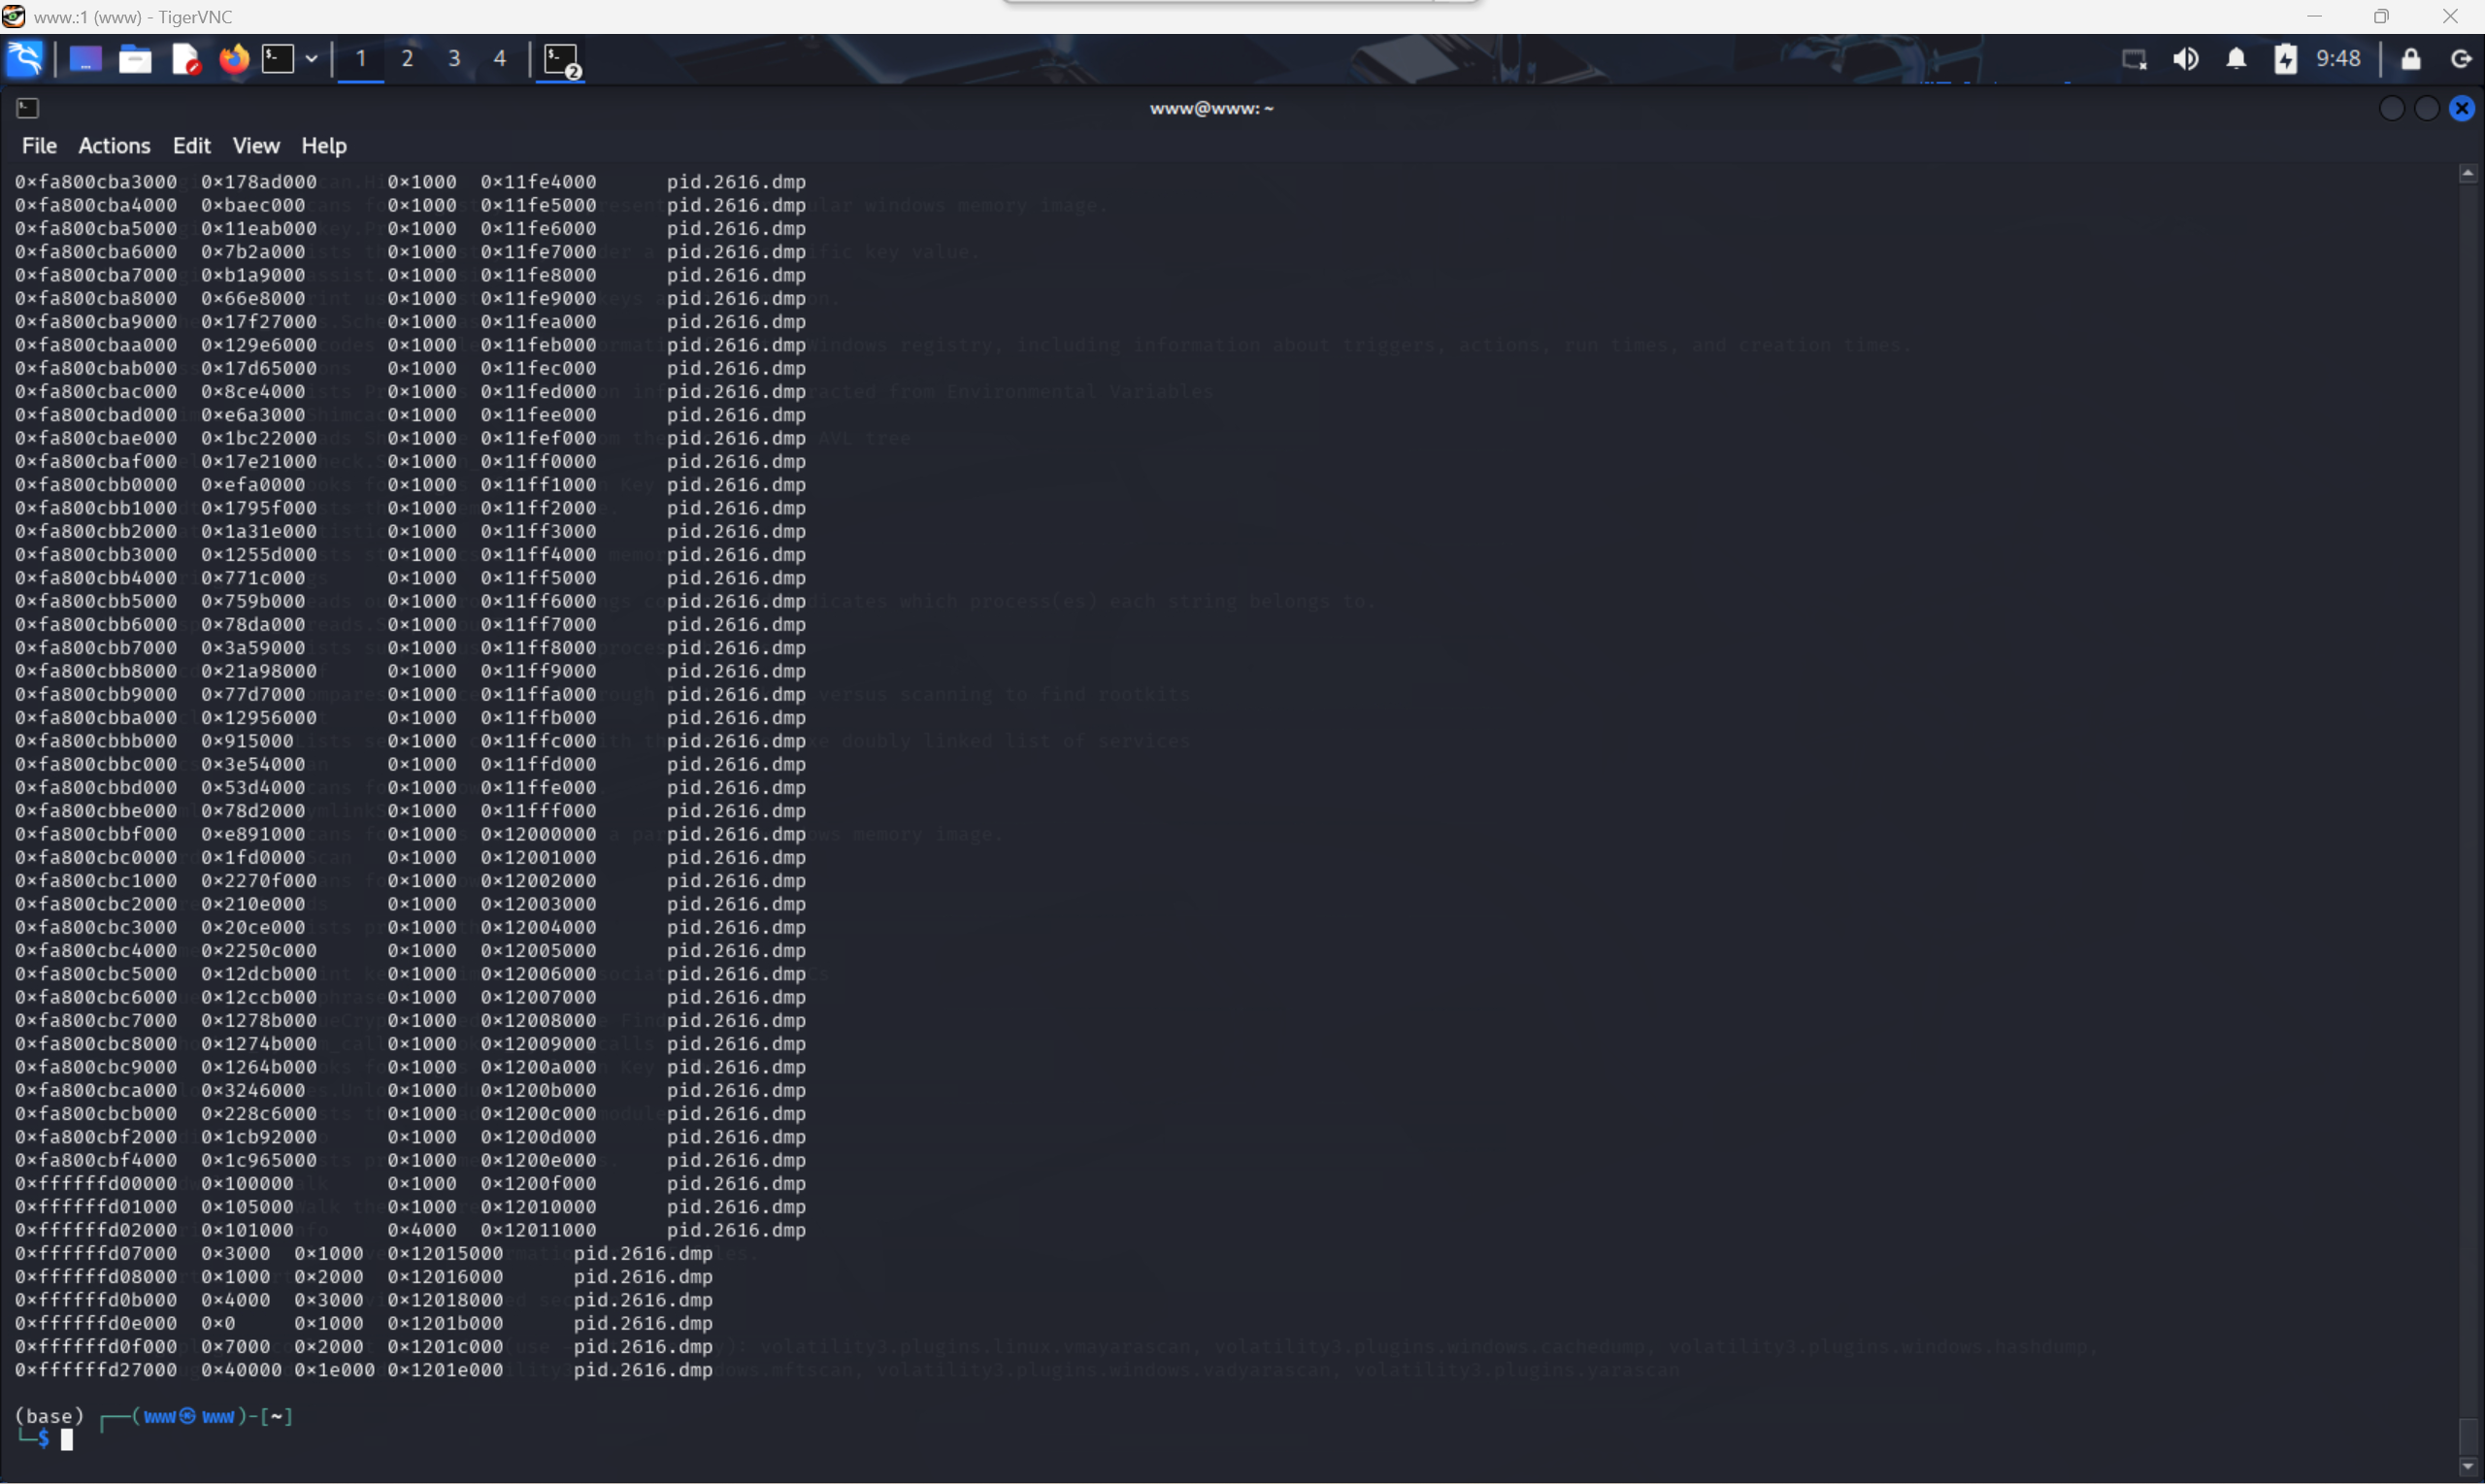 www.:1 (www) - TigerVNC
1 2 3 4 2 9:48
www@www: ~
File Actions Edit View Help
0×fa800cba3000 0×178ad000 0×1000 0×11fe4000 pid.2616.dmp
0×fa800cba4000 0×baec000 0×1000 0×11fe5000 pid.2616.dmp
0×fa800cba5000 0×11eab000 0×1000 0×11fe6000 pid.2616.dmp
0×fa800cba6000 0×7b2a000 0×1000 0×11fe7000 pid.2616.dmp
0×fa800cba7000 0×b1a9000 0×1000 0×11fe8000 pid.2616.dmp
0×fa800cba8000 0×66e8000 0×1000 0×11fe9000 pid.2616.dmp
0×fa800cba9000 0×17f27000 0×1000 0×11fea000 pid.2616.dmp
0×fa800cbaa000 0×129e6000 0×1000 0×11feb000 pid.2616.dmp
0×fa800cbab000 0×17d65000 0×1000 0×11fec000 pid.2616.dmp
0×fa800cbac000 0×8ce4000 0×1000 0×11fed000 pid.2616.dmp
0×fa800cbad000 0×e6a3000 0×1000 0×11fee000 pid.2616.dmp
0×fa800cbae000 0×1bc22000 0×1000 0×11fef000 pid.2616.dmp
0×fa800cbaf000 0×17e21000 0×1000 0×11ff0000 pid.2616.dmp
0×fa800cbb0000 0×efa0000 0×1000 0×11ff1000 pid.2616.dmp
0×fa800cbb1000 0×1795f000 0×1000 0×11ff2000 pid.2616.dmp
0×fa800cbb2000 0×1a31e000 0×1000 0×11ff3000 pid.2616.dmp
0×fa800cbb3000 0×1255d000 0×1000 0×11ff4000 pid.2616.dmp
0×fa800cbb4000 0×771c000 0×1000 0×11ff5000 pid.2616.dmp
0×fa800cbb5000 0×759b000 0×1000 0×11ff6000 pid.2616.dmp
0×fa800cbb6000 0×78da000 0×1000 0×11ff7000 pid.2616.dmp
0×fa800cbb7000 0×3a59000 0×1000 0×11ff8000 pid.2616.dmp
0×fa800cbb8000 0×21a98000 0×1000 0×11ff9000 pid.2616.dmp
0×fa800cbb9000 0×77d7000 0×1000 0×11ffa000 pid.2616.dmp
0×fa800cbba000 0×12956000 0×1000 0×11ffb000 pid.2616.dmp
0×fa800cbbb000 0×915000 0×1000 0×11ffc000 pid.2616.dmp
0×fa800cbbc000 0×3e54000 0×1000 0×11ffd000 pid.2616.dmp
0×fa800cbbd000 0×53d4000 0×1000 0×11ffe000 pid.2616.dmp
0×fa800cbbe000 0×78d2000 0×1000 0×11fff000 pid.2616.dmp
0×fa800cbbf000 0×e891000 0×1000 0×12000000 pid.2616.dmp
0×fa800cbc0000 0×1fd0000 0×1000 0×12001000 pid.2616.dmp
0×fa800cbc1000 0×2270f000 0×1000 0×12002000 pid.2616.dmp
0×fa800cbc2000 0×210e000 0×1000 0×12003000 pid.2616.dmp
0×fa800cbc3000 0×20ce000 0×1000 0×12004000 pid.2616.dmp
0×fa800cbc4000 0×2250c000 0×1000 0×12005000 pid.2616.dmp
0×fa800cbc5000 0×12dcb000 0×1000 0×12006000 pid.2616.dmp
0×fa800cbc6000 0×12ccb000 0×1000 0×12007000 pid.2616.dmp
0×fa800cbc7000 0×1278b000 0×1000 0×12008000 pid.2616.dmp
0×fa800cbc8000 0×1274b000 0×1000 0×12009000 pid.2616.dmp
0×fa800cbc9000 0×1264b000 0×1000 0×1200a000 pid.2616.dmp
0×fa800cbca000 0×3246000 0×1000 0×1200b000 pid.2616.dmp
0×fa800cbcb000 0×228c6000 0×1000 0×1200c000 pid.2616.dmp
0×fa800cbf2000 0×1cb92000 0×1000 0×1200d000 pid.2616.dmp
0×fa800cbf4000 0×1c965000 0×1000 0×1200e000 pid.2616.dmp
0×ffffffd00000 0×100000 0×1000 0×1200f000 pid.2616.dmp
0×ffffffd01000 0×105000 0×1000 0×12010000 pid.2616.dmp
0×ffffffd02000 0×101000 0×4000 0×12011000 pid.2616.dmp
0×ffffffd07000 0×3000 0×1000 0×12015000 pid.2616.dmp
0×ffffffd08000 0×1000 0×2000 0×12016000 pid.2616.dmp
0×ffffffd0b000 0×4000 0×3000 0×12018000 pid.2616.dmp
0×ffffffd0e000 0×0 0×1000 0×1201b000 pid.2616.dmp
0×ffffffd0f000 0×7000 0×2000 0×1201c000 pid.2616.dmp
0×ffffffd27000 0×40000 0×1e000 0×1201e000 pid.2616.dmp
(base) ┌──(www㉿www)-[~]
└─$